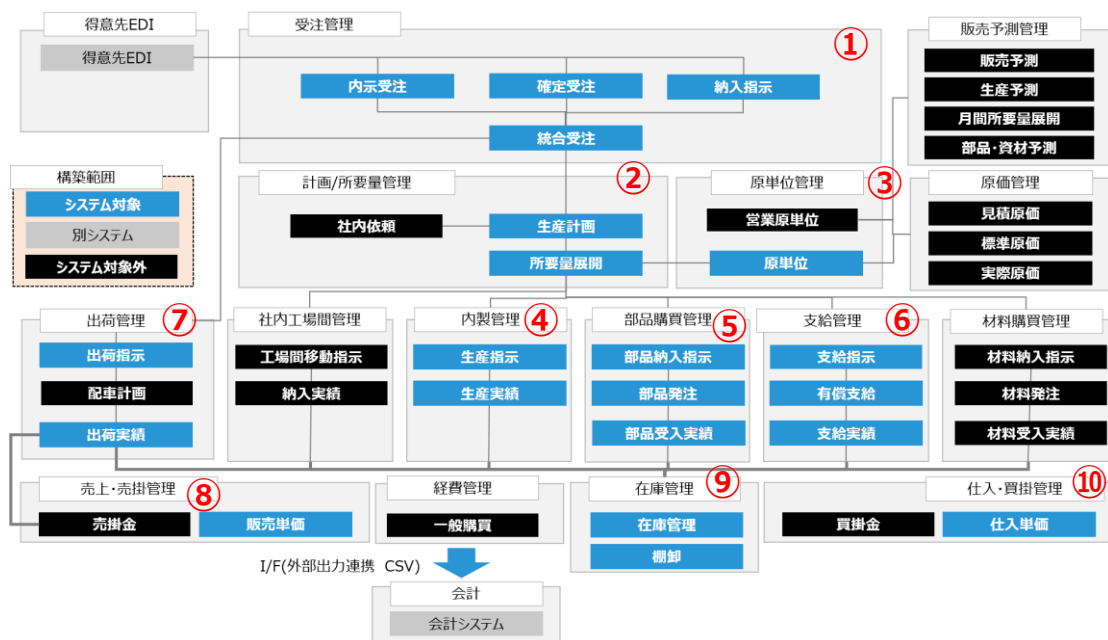 得意先EDI
得意先EDI
受注管理
①
内示受注
確定受注
納入指示
統合受注
販売予測管理
販売予測
生産予測
月間所要量展開
部品・資材予測
構築範囲
システム対象
別システム
システム対象外
計画/所要量管理
②
社内依頼
生産計画
所要量展開
原単位管理
③
営業原単位
原単位
原価管理
見積原価
標準原価
実際原価
出荷管理
⑦
出荷指示
配車計画
出荷実績
社内工場間管理
工場間移動指示
納入実績
内製管理
④
生産指示
生産実績
部品購買管理
⑤
部品納入指示
部品発注
部品受入実績
支給管理
⑥
支給指示
有償支給
支給実績
材料購買管理
材料納入指示
材料発注
材料受入実績
売上・売掛管理
⑧
売掛金
販売単価
経費管理
一般購買
在庫管理
⑨
在庫管理
棚卸
仕入・買掛管理
⑩
買掛金
仕入単価
I/F(外部出力連携 CSV)
会計
会計システム